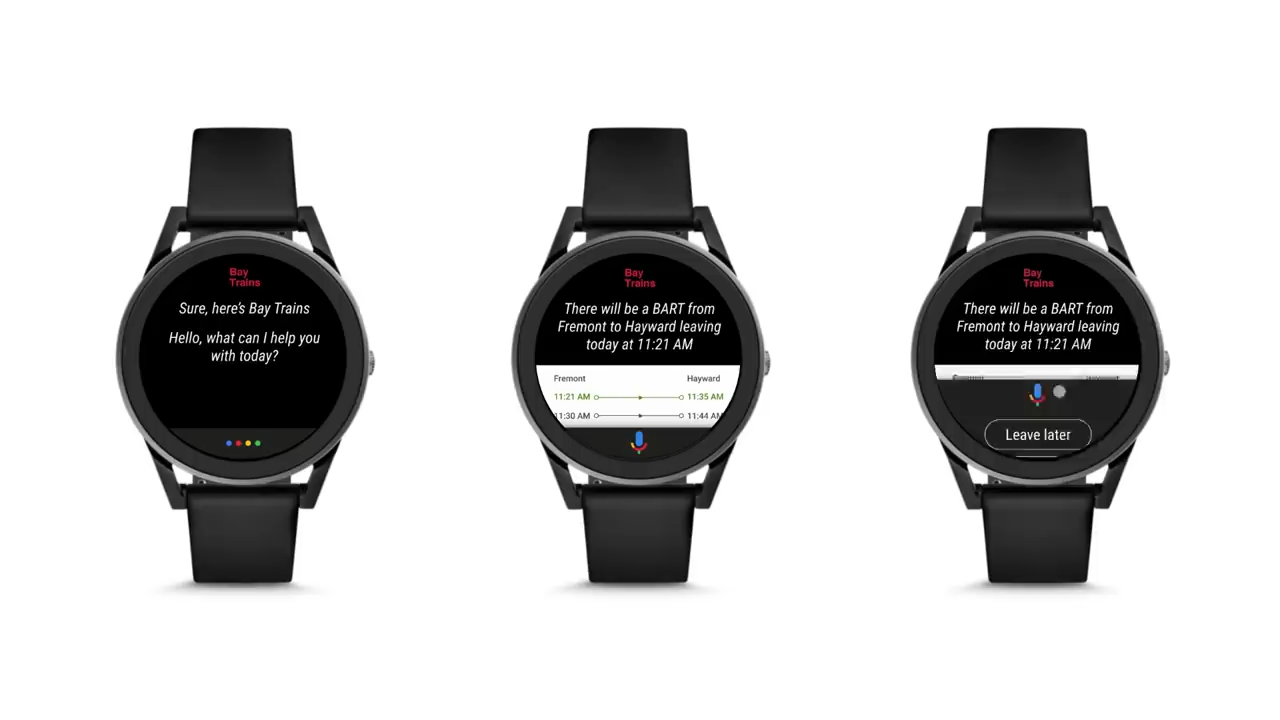 Bay
Trains
Sure, here's Bay Trains
Hello, what can I help you
with today?
Bay
Trains
There will be a BART from
Fremont to Hayward leaving
today at 11:21 AM
Fremont Hayward
11:21 AM 11:35 AM
11:30 AM 11:44 AM
Bay
Trains
There will be a BART from
Fremont to Hayward leaving
today at 11:21 AM
Leave later